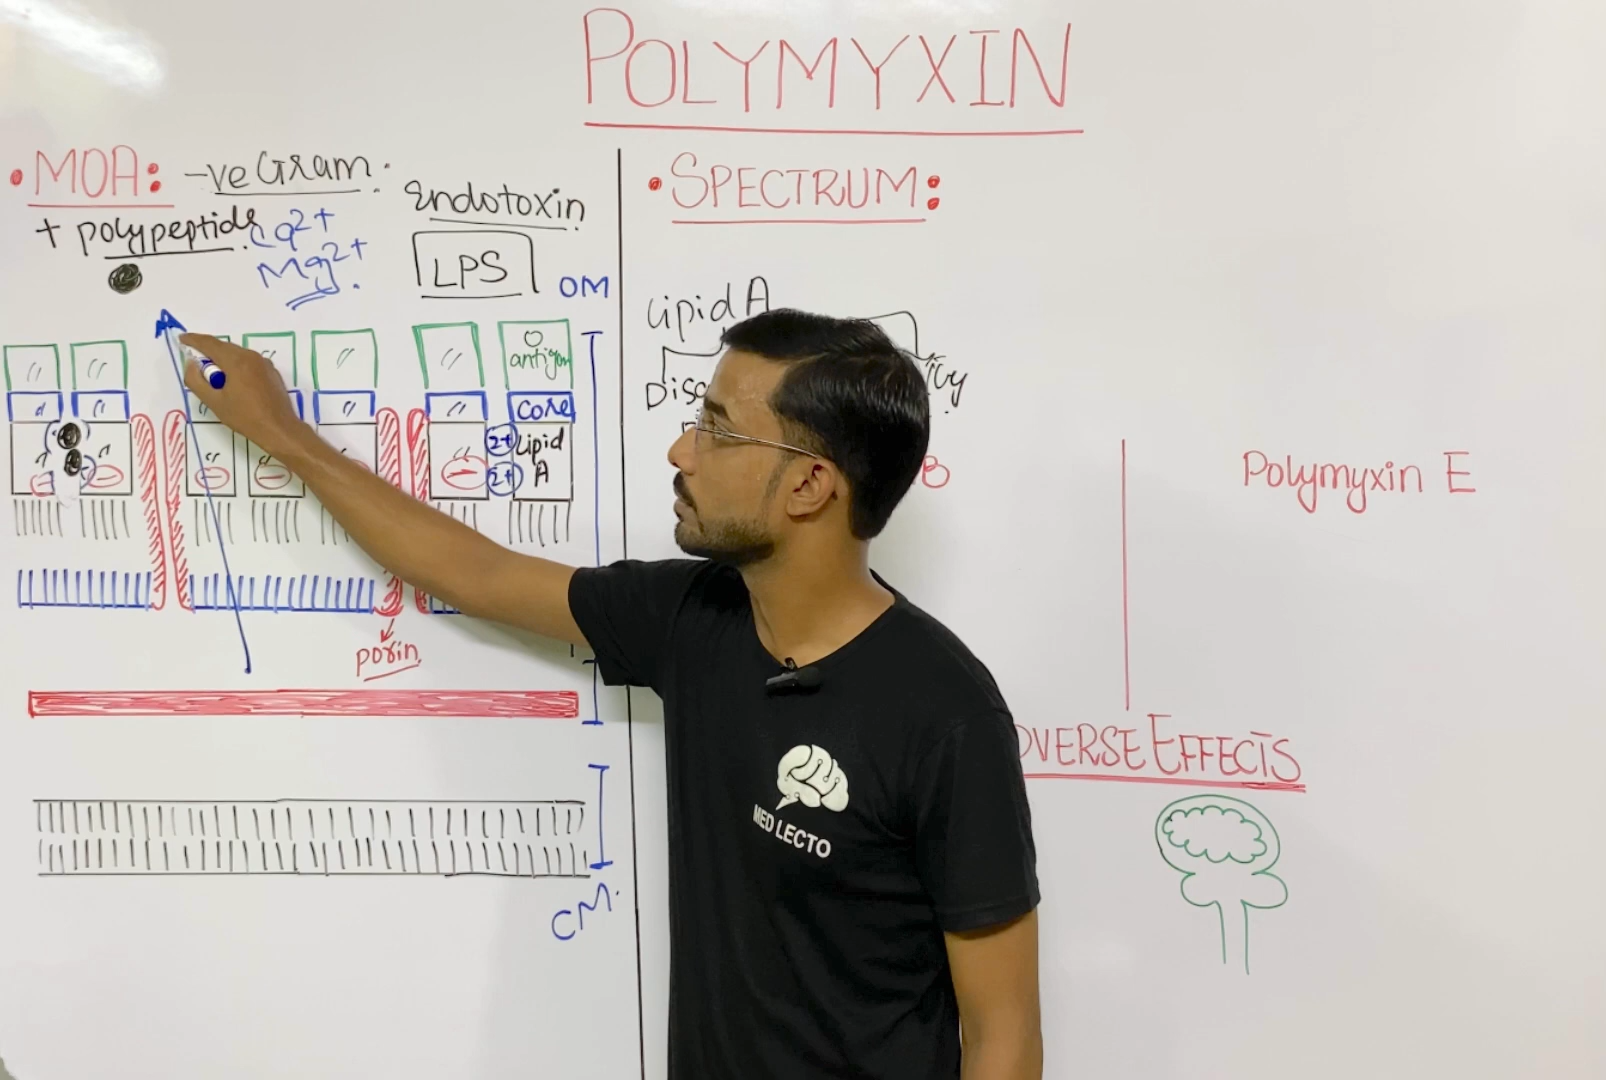 POLYMYXIN
• MOA: -ve Gram.
+ polypeptide
Ca2+
Mg2+
Endotoxin
LPS
OM
O
antigen
Core
Lipid
A
2+
2+
porin.
CM.
• SPECTRUM:
Lipid A
B
Polymyxin E
DVERSE EFFECTS
MED LECTO